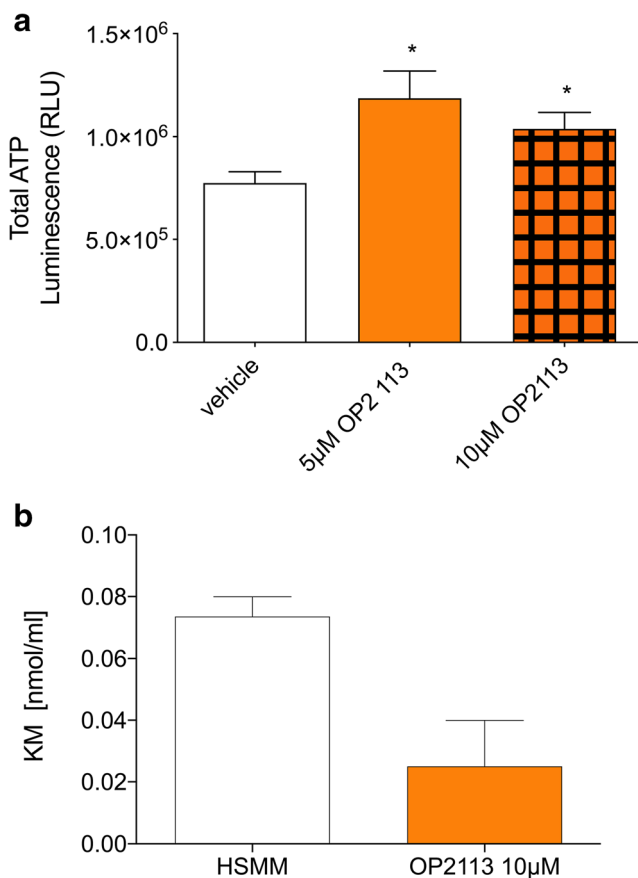 a
Total ATP
Luminescence (RLU)
1.5×10⁶
1.0×10⁶
5.0×10⁵
0.0
*
*
vehicle
5µM OP2 113
10µM OP2113
b
KM [nmol/ml]
0.10
0.08
0.06
0.04
0.02
0.00
HSMM
OP2113 10µM